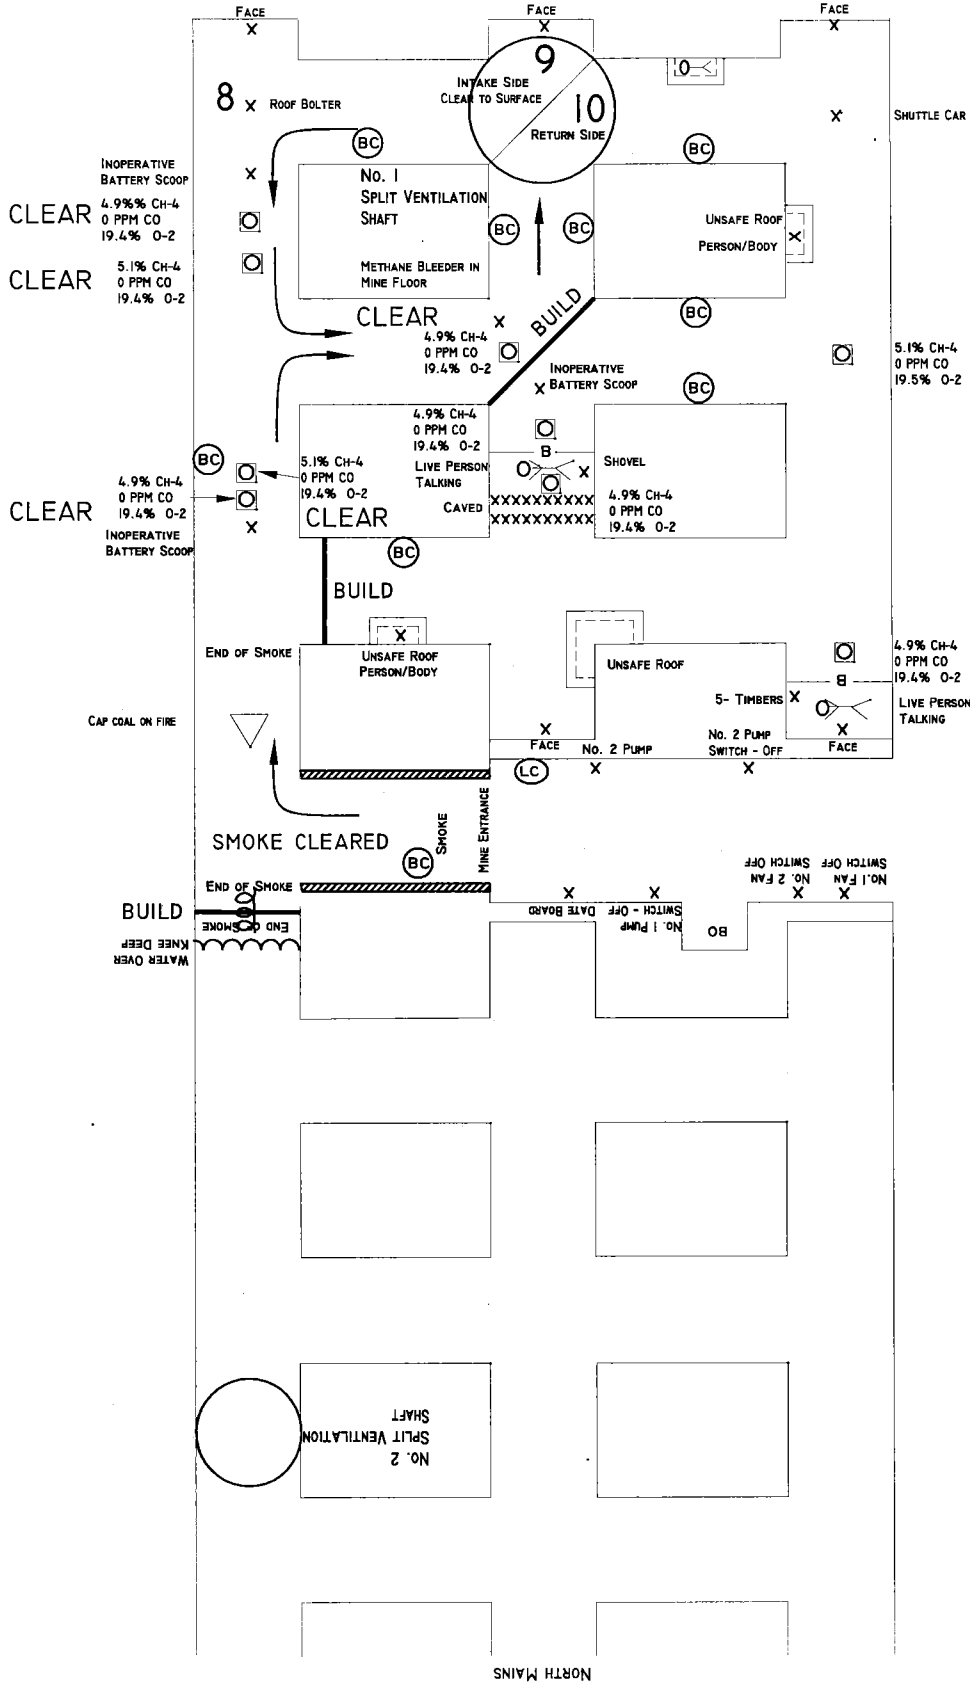 FACE
FACE
FACE
9
INTAKE SIDE
CLEAR TO SURFACE
10
RETURN SIDE
8
ROOF BOLTER
SHUTTLE CAR
BC
BC
INOPERATIVE
BATTERY SCOOP
No. 1
SPLIT VENTILATION
SHAFT
CLEAR
4.9%% CH-4
0 PPM CO
19.4% O-2
BC
BC
UNSAFE ROOF
PERSON/BODY
CLEAR
5.1% CH-4
0 PPM CO
19.4% O-2
METHANE BLEEDER IN
MINE FLOOR
BUILD
BC
CLEAR
4.9% CH-4
0 PPM CO
19.4% O-2
5.1% CH-4
0 PPM CO
19.5% O-2
INOPERATIVE
BATTERY SCOOP
BC
4.9% CH-4
0 PPM CO
19.4% O-2
B
BC
5.1% CH-4
0 PPM CO
19.4% O-2
LIVE PERSON
TALKING
SHOVEL
CLEAR
4.9% CH-4
0 PPM CO
19.4% O-2
CLEAR
CAVED
4.9% CH-4
0 PPM CO
19.4% O-2
INOPERATIVE
BATTERY SCOOP
BC
BUILD
END OF SMOKE
UNSAFE ROOF
PERSON/BODY
UNSAFE ROOF
4.9% CH-4
0 PPM CO
19.4% O-2
B
5- TIMBERS
LIVE PERSON
TALKING
CAP COAL ON FIRE
FACE
No. 2 PUMP
No. 2 PUMP
SWITCH - OFF
FACE
LC
SMOKE CLEARED
SMOKE
MINE ENTRANCE
BC
No. 2 FAN
SWITCH OFF
No.1 FAN
SWITCH OFF
END OF SMOKE
BUILD
END OF SMOKE
DATE BOARD
No 1 PUMP
SWITCH - OFF
BO
WATER OVER
KNEE DEEP
No. 2
SPLIT VENTILATION
SHAFT
NORTH MAINS